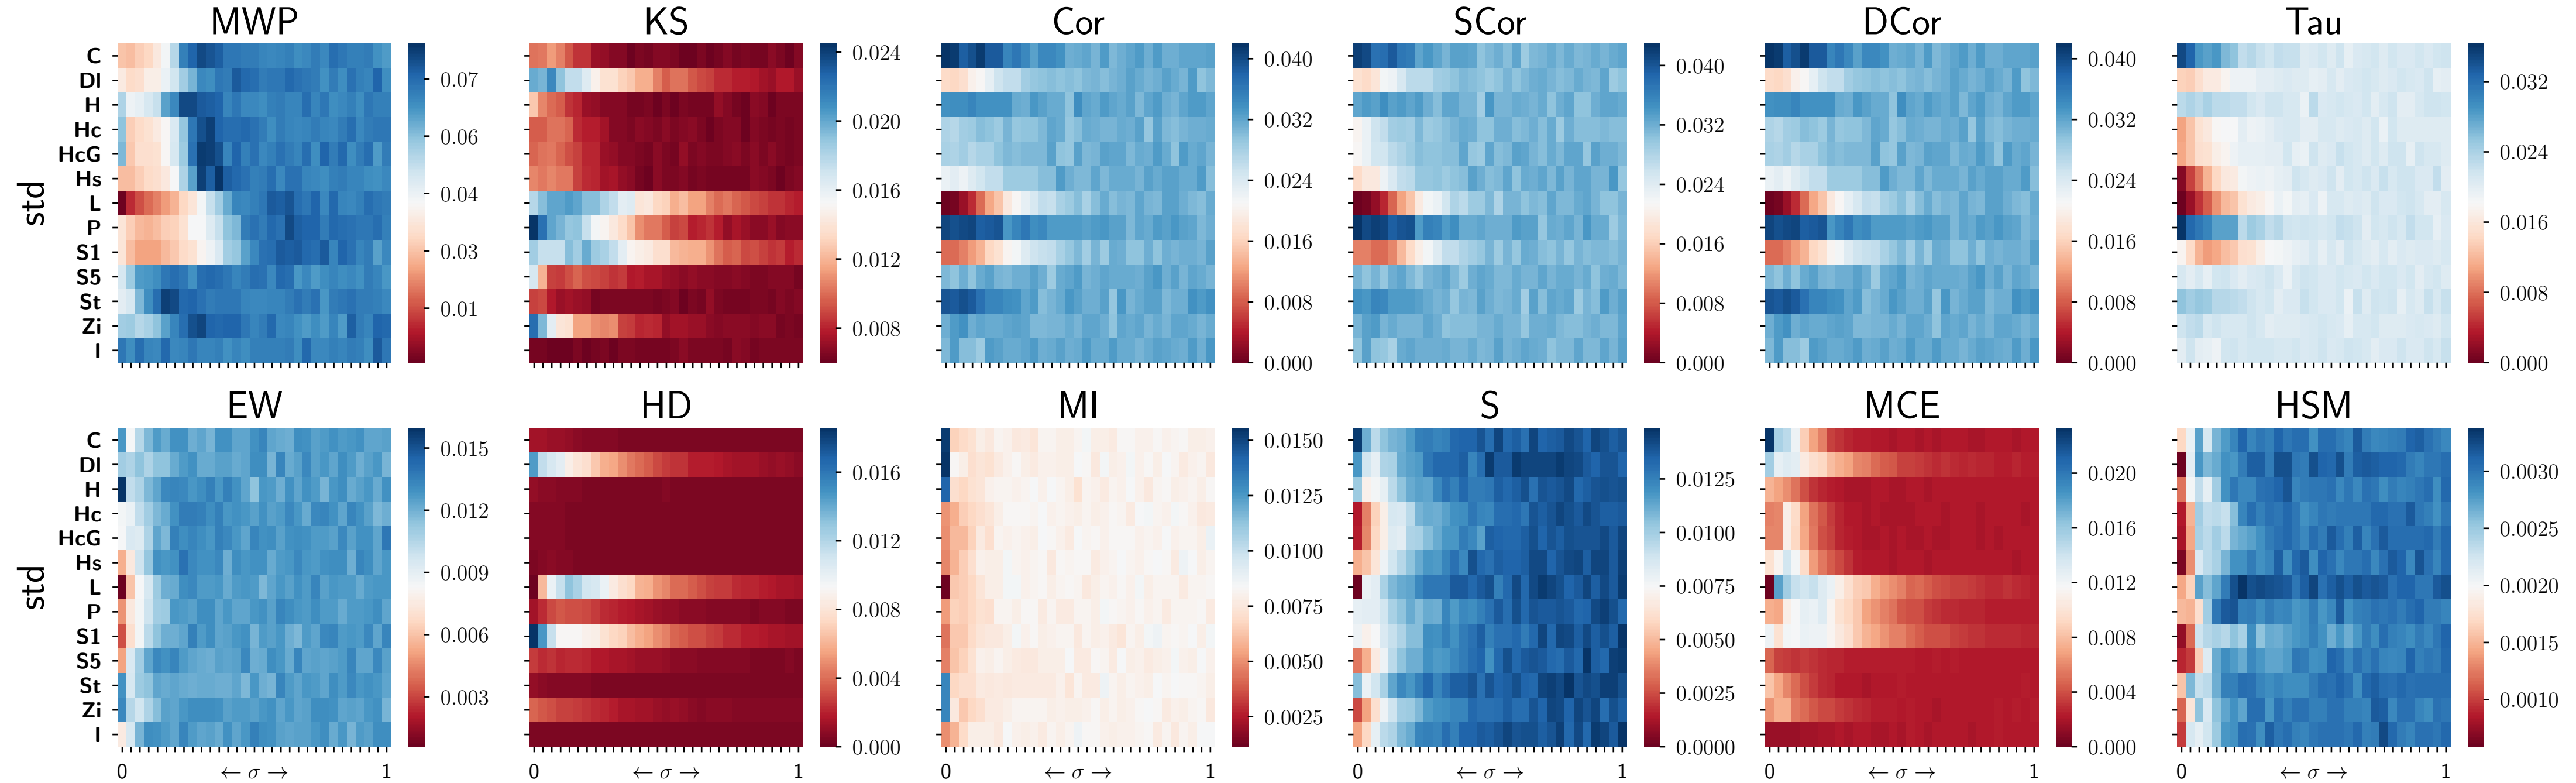 MWP KS Cor SCor DCor Tau
std
C
Dl
H
Hc
HcG
Hs
L
P
S1
S5
St
Zi
I
0.07
0.06
0.04
0.03
0.01
0.024
0.020
0.016
0.012
0.008
0.040
0.032
0.024
0.016
0.008
0.000
0.040
0.032
0.024
0.016
0.008
0.000
0.040
0.032
0.024
0.016
0.008
0.000
0.032
0.024
0.016
0.008
0.000
EW HD MI S MCE HSM
std
C
Dl
H
Hc
HcG
Hs
L
P
S1
S5
St
Zi
I
0.015
0.012
0.009
0.006
0.003
0.016
0.012
0.008
0.004
0.000
0.0150
0.0125
0.0100
0.0075
0.0050
0.0025
0.0125
0.0100
0.0075
0.0050
0.0025
0.0000
0.020
0.016
0.012
0.008
0.004
0.000
0.0030
0.0025
0.0020
0.0015
0.0010
0 ← σ → 1
0 ← σ → 1
← σ →
0 ← σ → 1
0 ← σ → 1
0 ← σ → 1